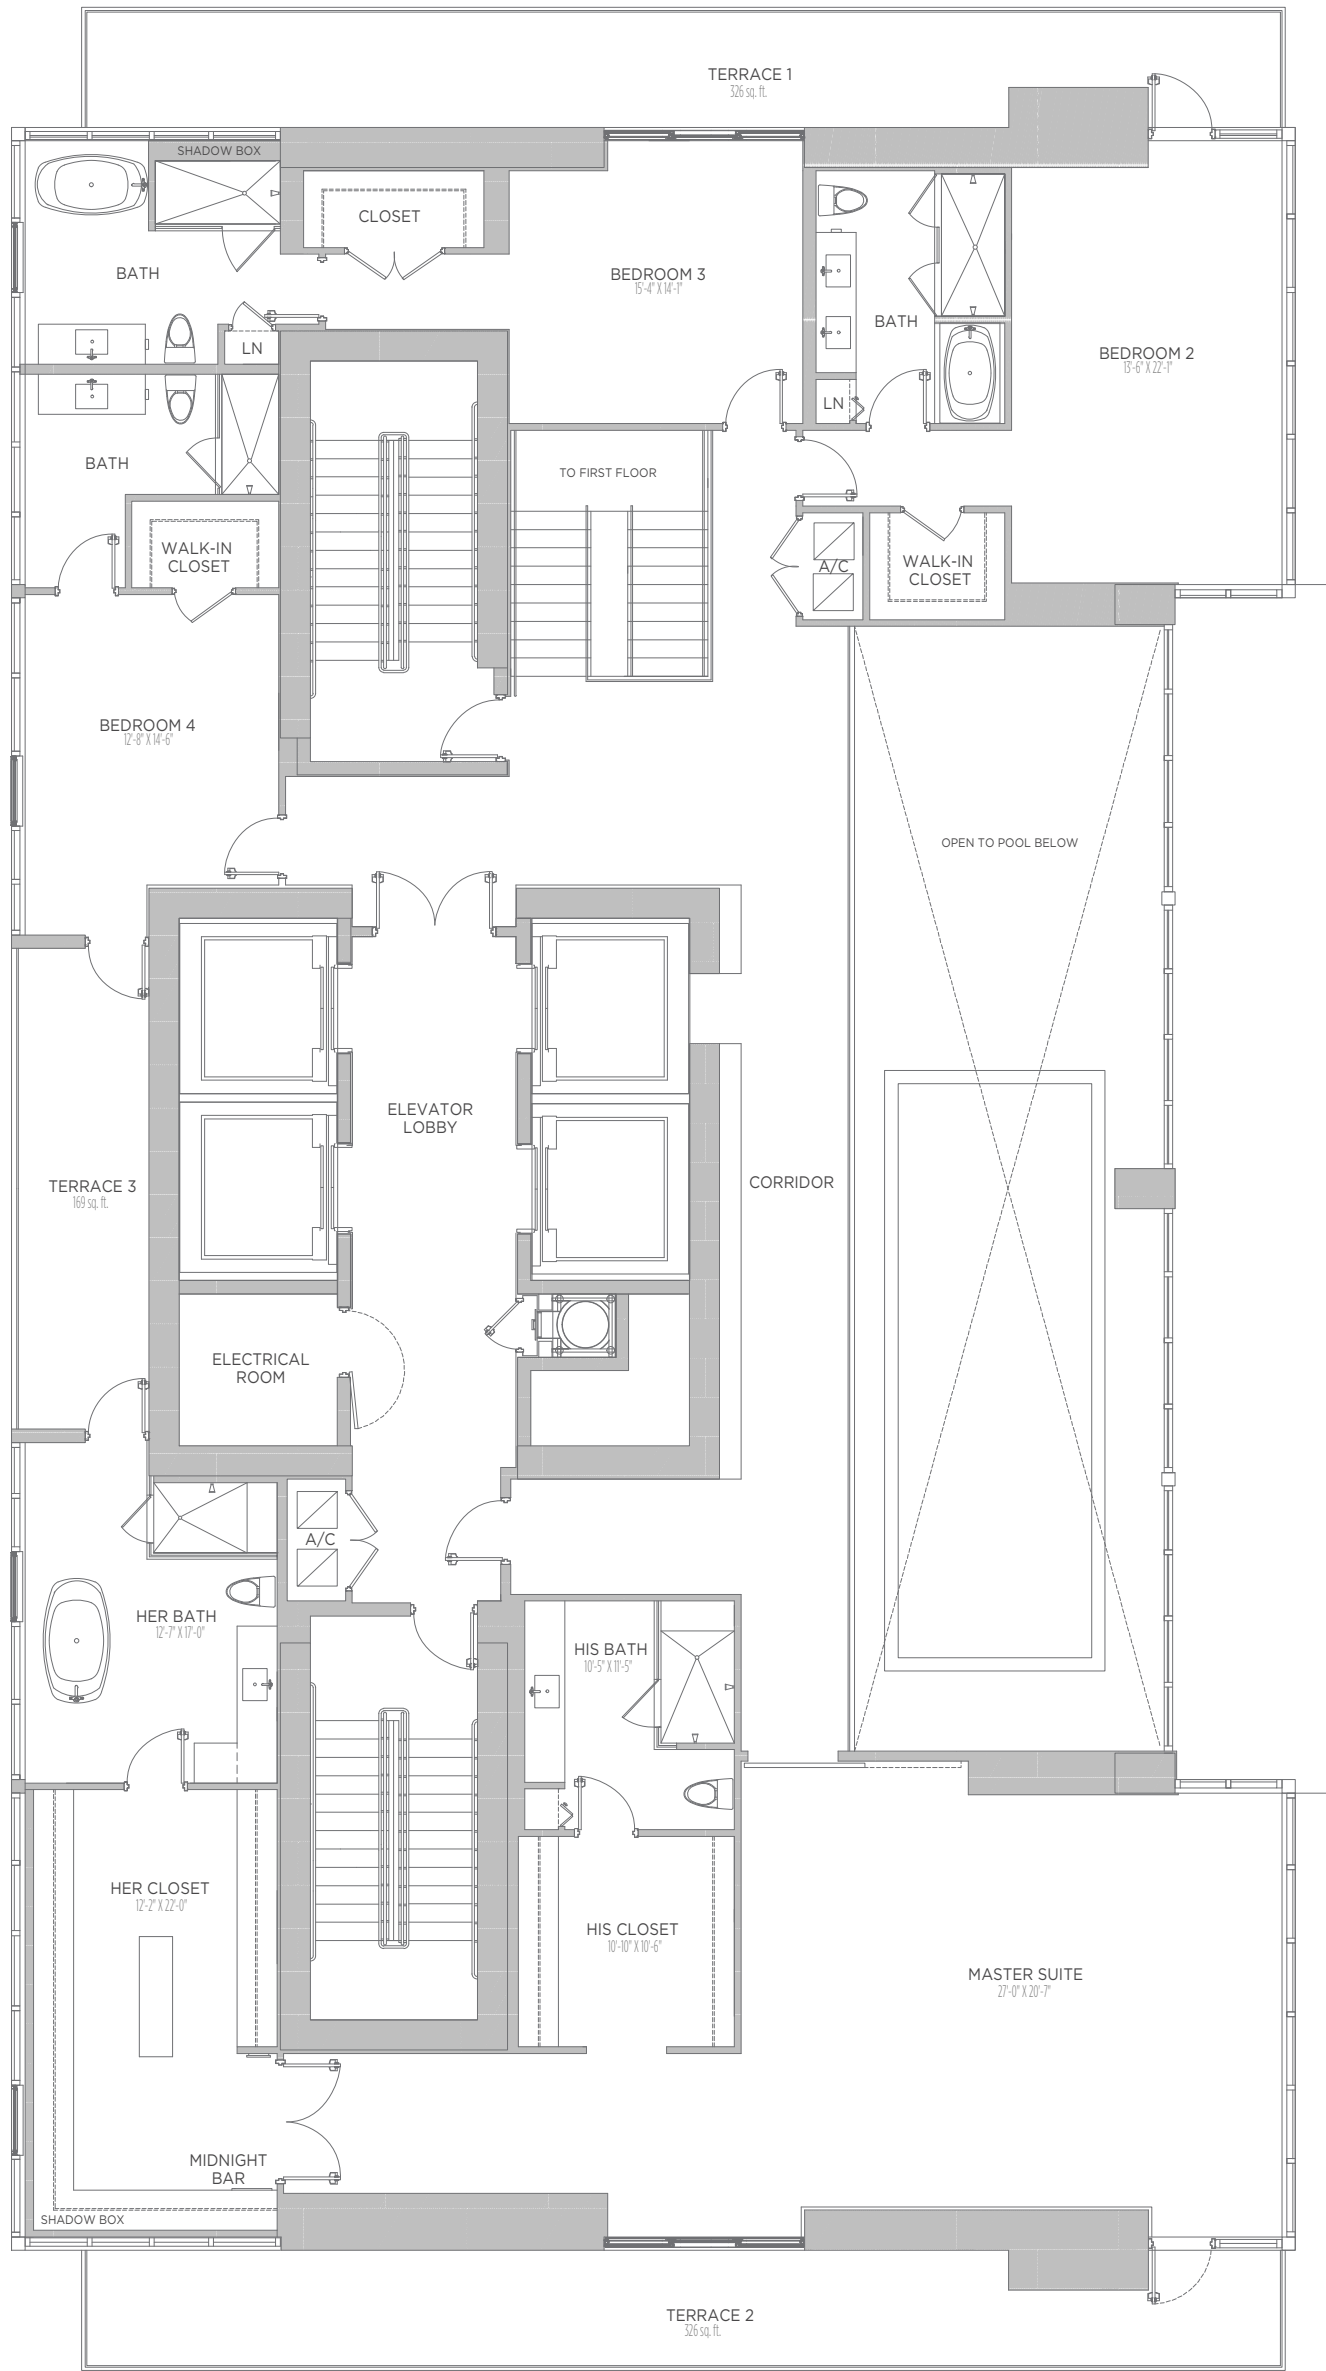 TERRACE 1
326 sq. ft.
SHADOW BOX
CLOSET
BATH
BEDROOM 3
15'-4" X 14'-1"
BATH
LN
BEDROOM 2
13'-6" X 22'-1"
LN
BATH
TO FIRST FLOOR
WALK-IN
CLOSET
A/C
WALK-IN
CLOSET
BEDROOM 4
12'-8" X 14'-6"
OPEN TO POOL BELOW
ELEVATOR
LOBBY
TERRACE 3
169 sq. ft.
CORRIDOR
ELECTRICAL
ROOM
A/C
HER BATH
12'-7" X 17'-0"
HIS BATH
10'-5" X 11'-5"
HER CLOSET
12'-2" X 22'-0"
HIS CLOSET
10'-10" X 10'-6"
MASTER SUITE
27'-0" X 20'-7"
MIDNIGHT
BAR
SHADOW BOX
TERRACE 2
326 sq. ft.